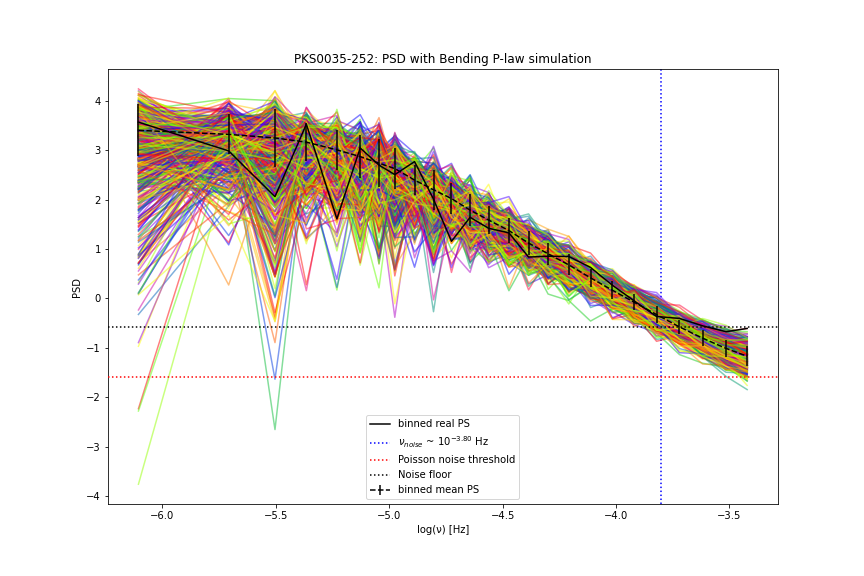 PKS0035-252: PSD with Bending P-law simulation
PSD
4
3
2
1
0
−1
−2
−3
−4
binned real PS
ν_noise ~ 10^−3.80 Hz
Poisson noise threshold
Noise floor
binned mean PS
−6.0 −5.5 −5.0 −4.5 −4.0 −3.5
log(ν) [Hz]